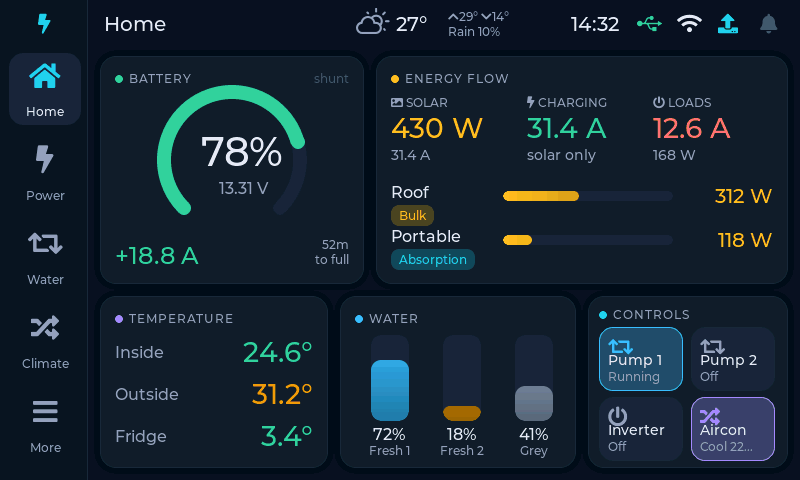 Home
27°
29° 14°
Rain 10%
14:32
Home
Power
Water
Climate
More
BATTERY
shunt
78%
13.31 V
+18.8 A
52m
to full
ENERGY FLOW
SOLAR
CHARGING
LOADS
430 W
31.4 A
12.6 A
31.4 A
solar only
168 W
Roof
312 W
Bulk
Portable
118 W
Absorption
TEMPERATURE
Inside
24.6°
Outside
31.2°
Fridge
3.4°
WATER
72%
18%
41%
Fresh 1
Fresh 2
Grey
CONTROLS
Pump 1
Running
Pump 2
Off
Inverter
Off
Aircon
Cool 22...